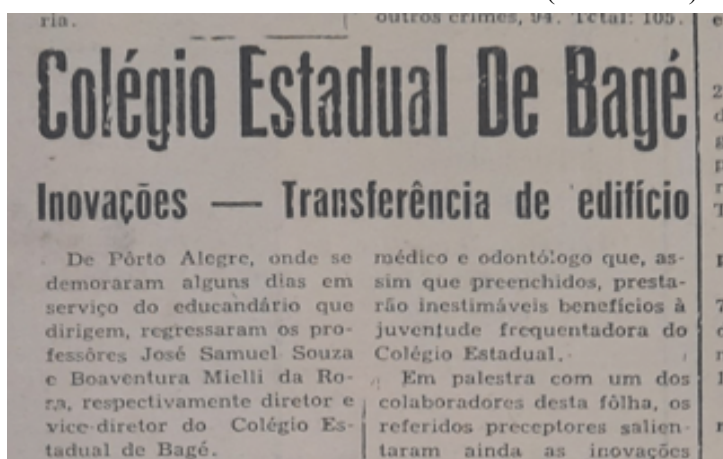 ria.
outros crimes, 94. Total: 105.
Colégio Estadual De Bagé
Inovações — Transferência de edifício
De Pôrto Alegre, onde se
demoraram alguns dias em
serviço do educandário que
dirigem, regressaram os pro-
fessôres José Samuel Souza
e Boaventura Mielli da Ro-
ra, respectivamente diretor e
vice-diretor do Colégio Es-
tadual de Bagé.
médico e odontólogo que, as-
sim que preenchidos, presta-
rão inestimáveis benefícios à
juventude frequentadora do
Colégio Estadual.
Em palestra com um dos
colaboradores desta fôlha, os
referidos preceptores salien-
taram ainda as inovações